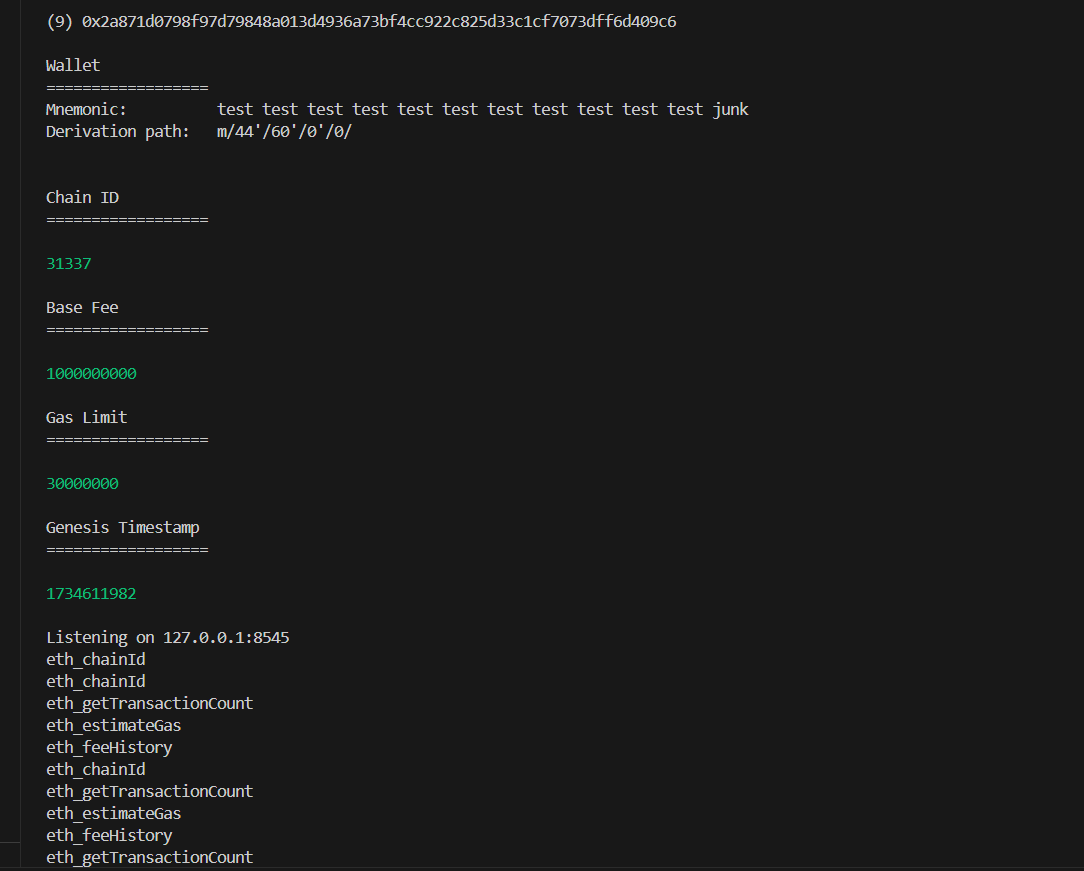 (9) 0x2a871d0798f97d79848a013d4936a73bf4cc922c825d33c1cf7073dff6d409c6
Wallet
==================
Mnemonic:          test test test test test test test test test test test junk
Derivation path:   m/44'/60'/0'/0/
Chain ID
==================
31337
Base Fee
==================
1000000000
Gas Limit
==================
30000000
Genesis Timestamp
==================
1734611982
Listening on 127.0.0.1:8545
eth_chainId
eth_chainId
eth_getTransactionCount
eth_estimateGas
eth_feeHistory
eth_chainId
eth_getTransactionCount
eth_estimateGas
eth_feeHistory
eth_getTransactionCount